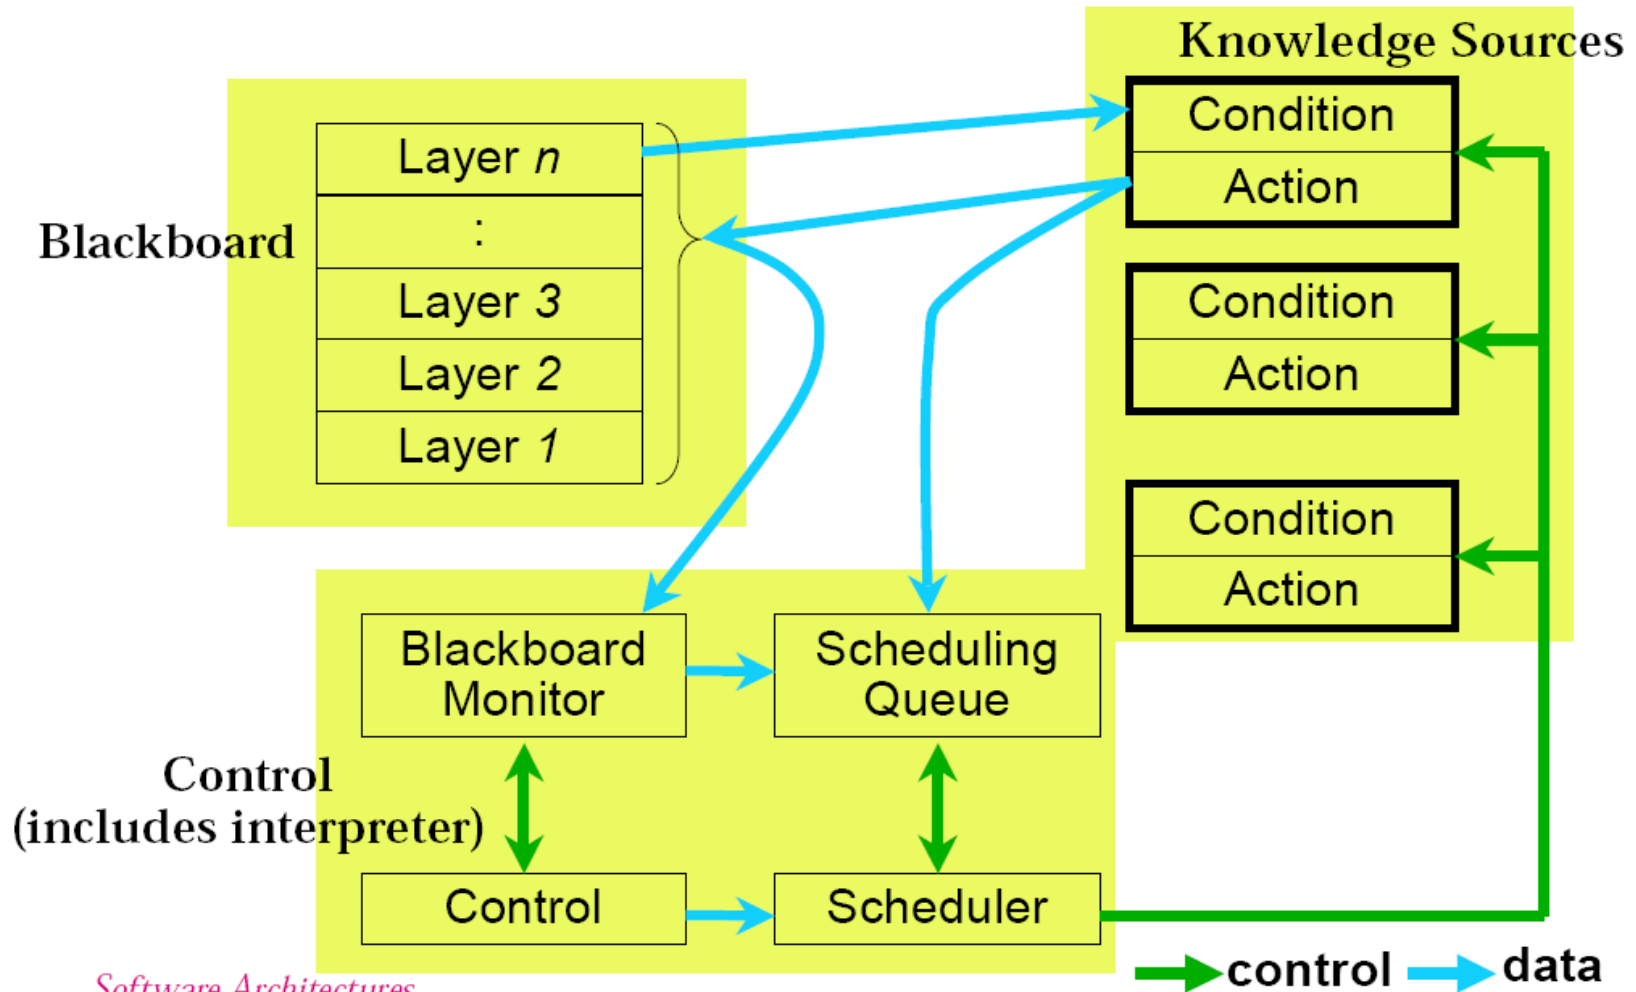 Knowledge Sources
Blackboard
Layer n
:
Layer 3
Layer 2
Layer 1
Condition
Action
Condition
Action
Condition
Action
Blackboard
Monitor
Scheduling
Queue
Control
(includes interpreter)
Control
Scheduler
control
data
Software Architectures